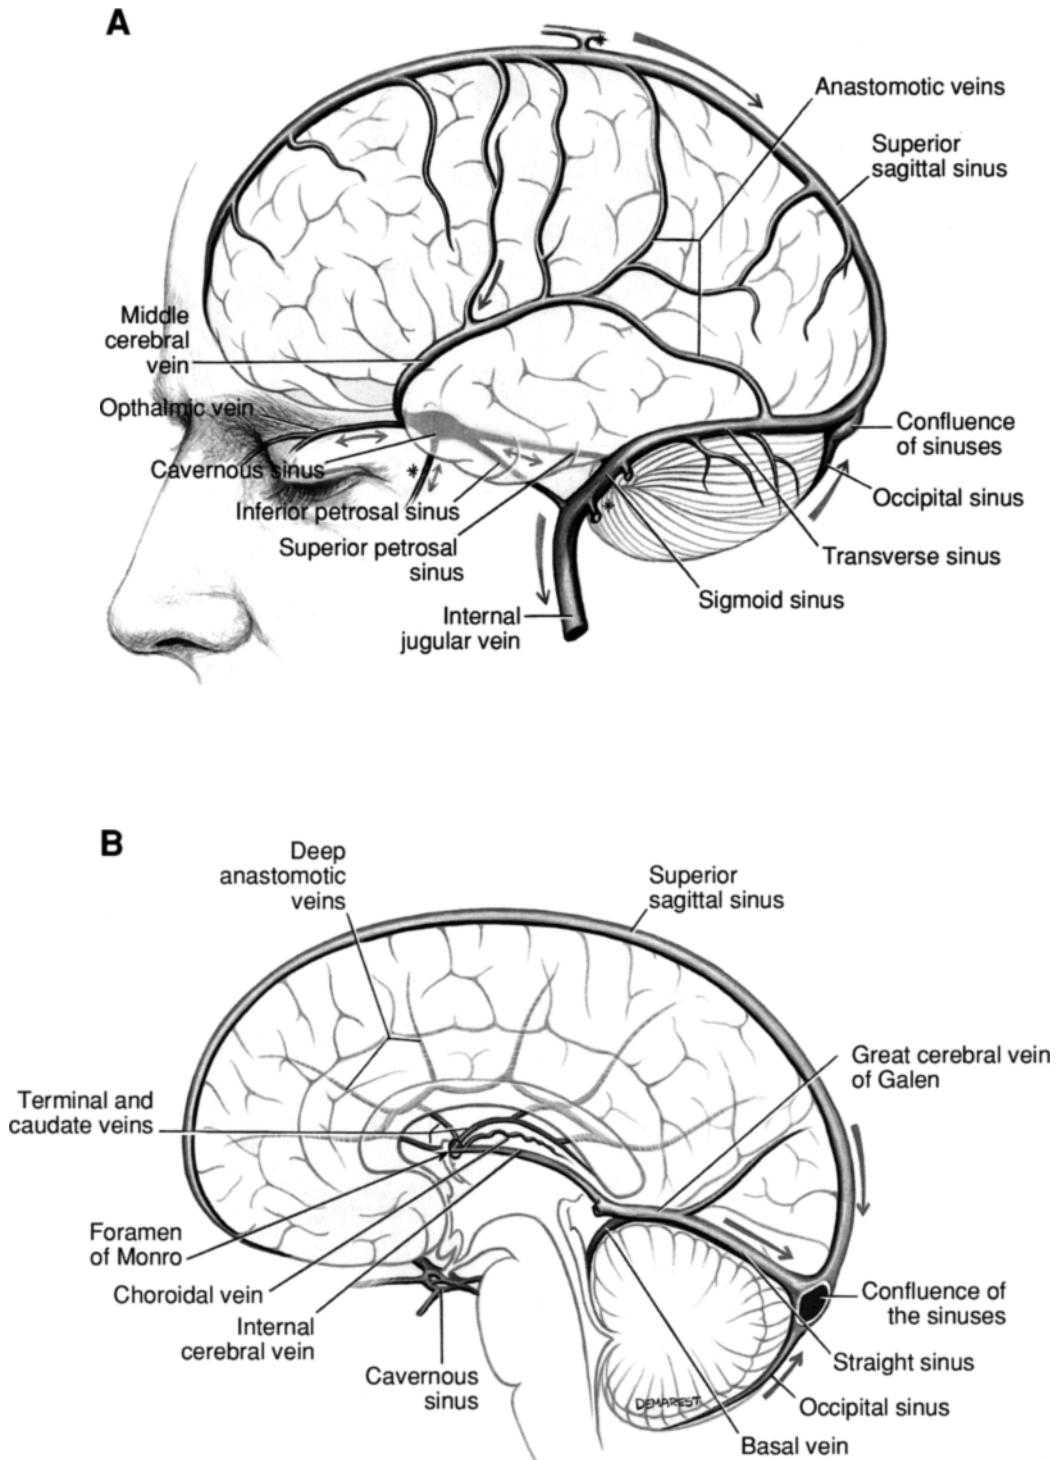 A
Anastomotic veins
Superior
sagittal sinus
Middle
cerebral
vein
Opthalmic vein
Confluence
of sinuses
Cavernous sinus
*
Occipital sinus
Inferior petrosal sinus
*
Superior petrosal
sinus
Transverse sinus
Sigmoid sinus
Internal
jugular vein
*
B
Deep
anastomotic
veins
Superior
sagittal sinus
Great cerebral vein
of Galen
Terminal and
caudate veins
Foramen
of Monro
Choroidal vein
Internal
cerebral vein
Cavernous
sinus
Confluence of
the sinuses
Straight sinus
DEMAREST
Occipital sinus
Basal vein